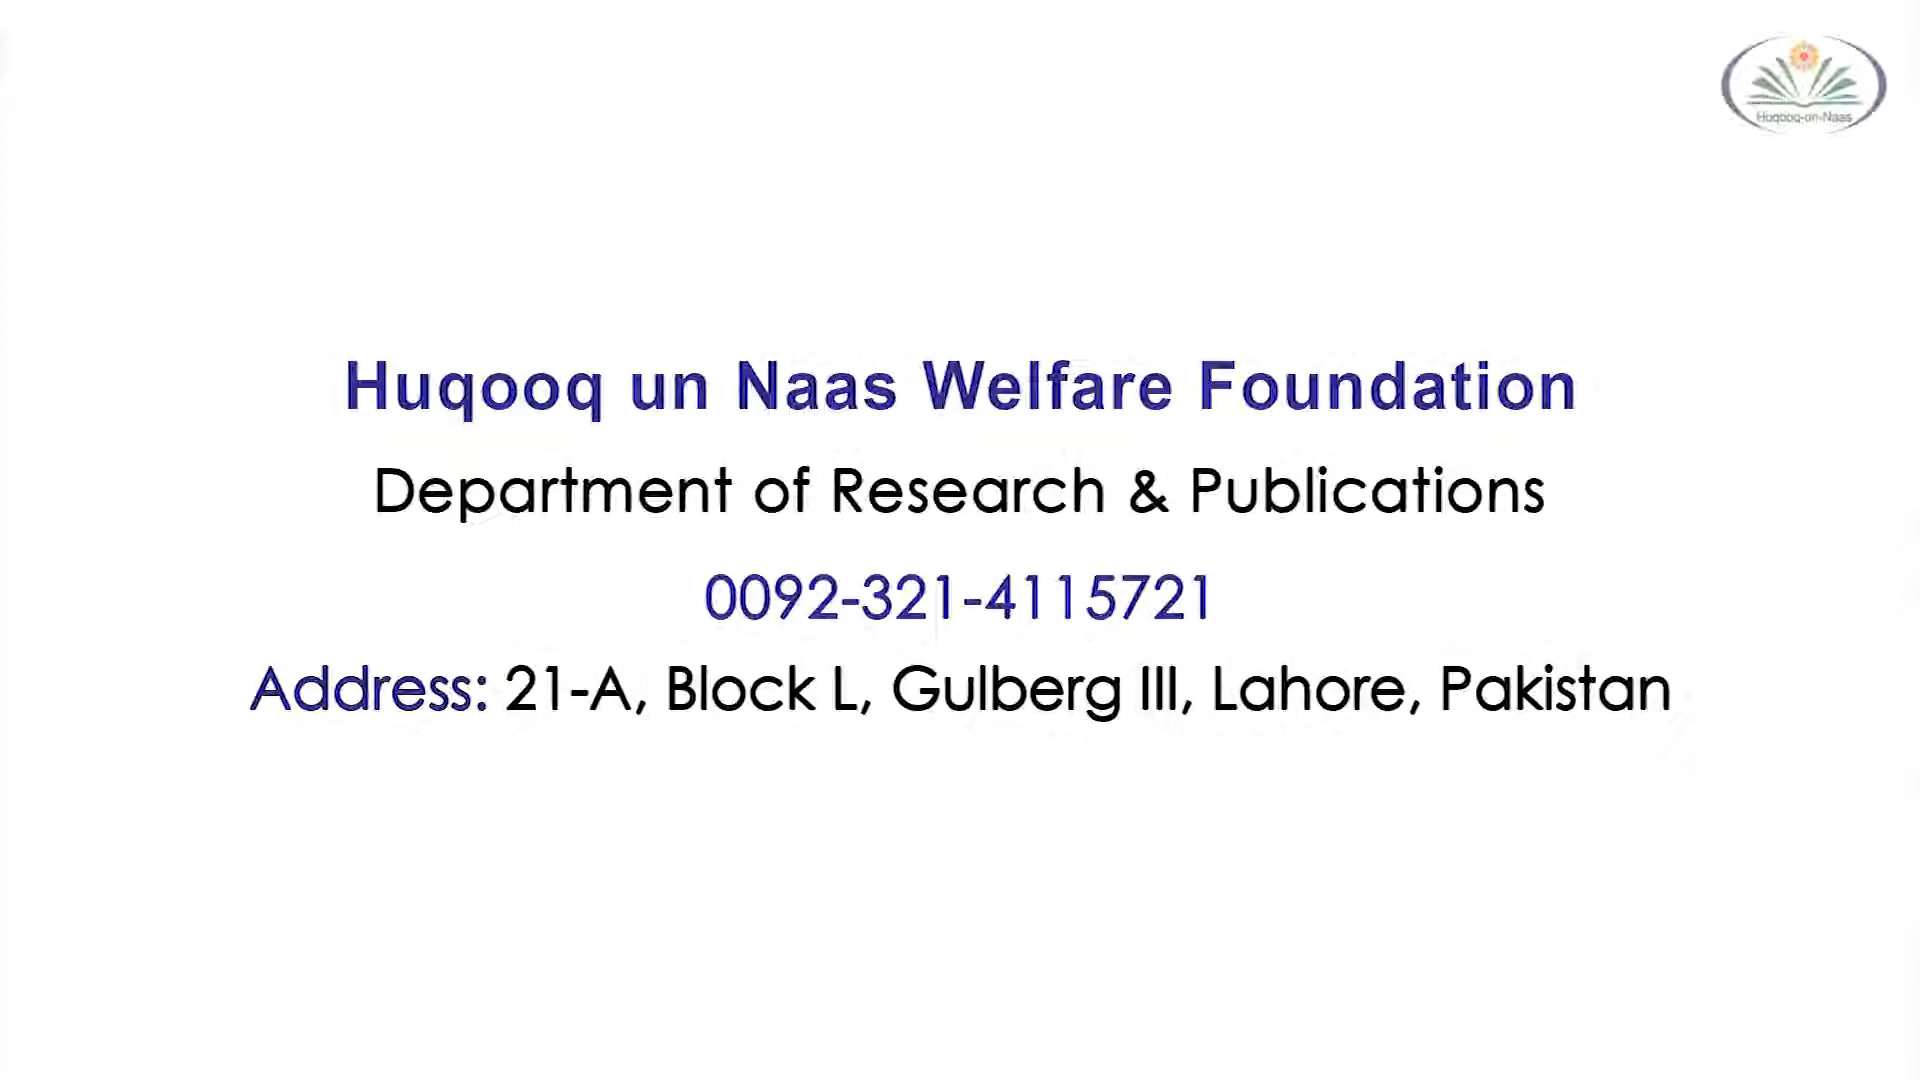 Huqooq-un-Naas
Huqooq un Naas Welfare Foundation
Department of Research & Publications
0092-321-4115721
Address: 21-A, Block L, Gulberg III, Lahore, Pakistan